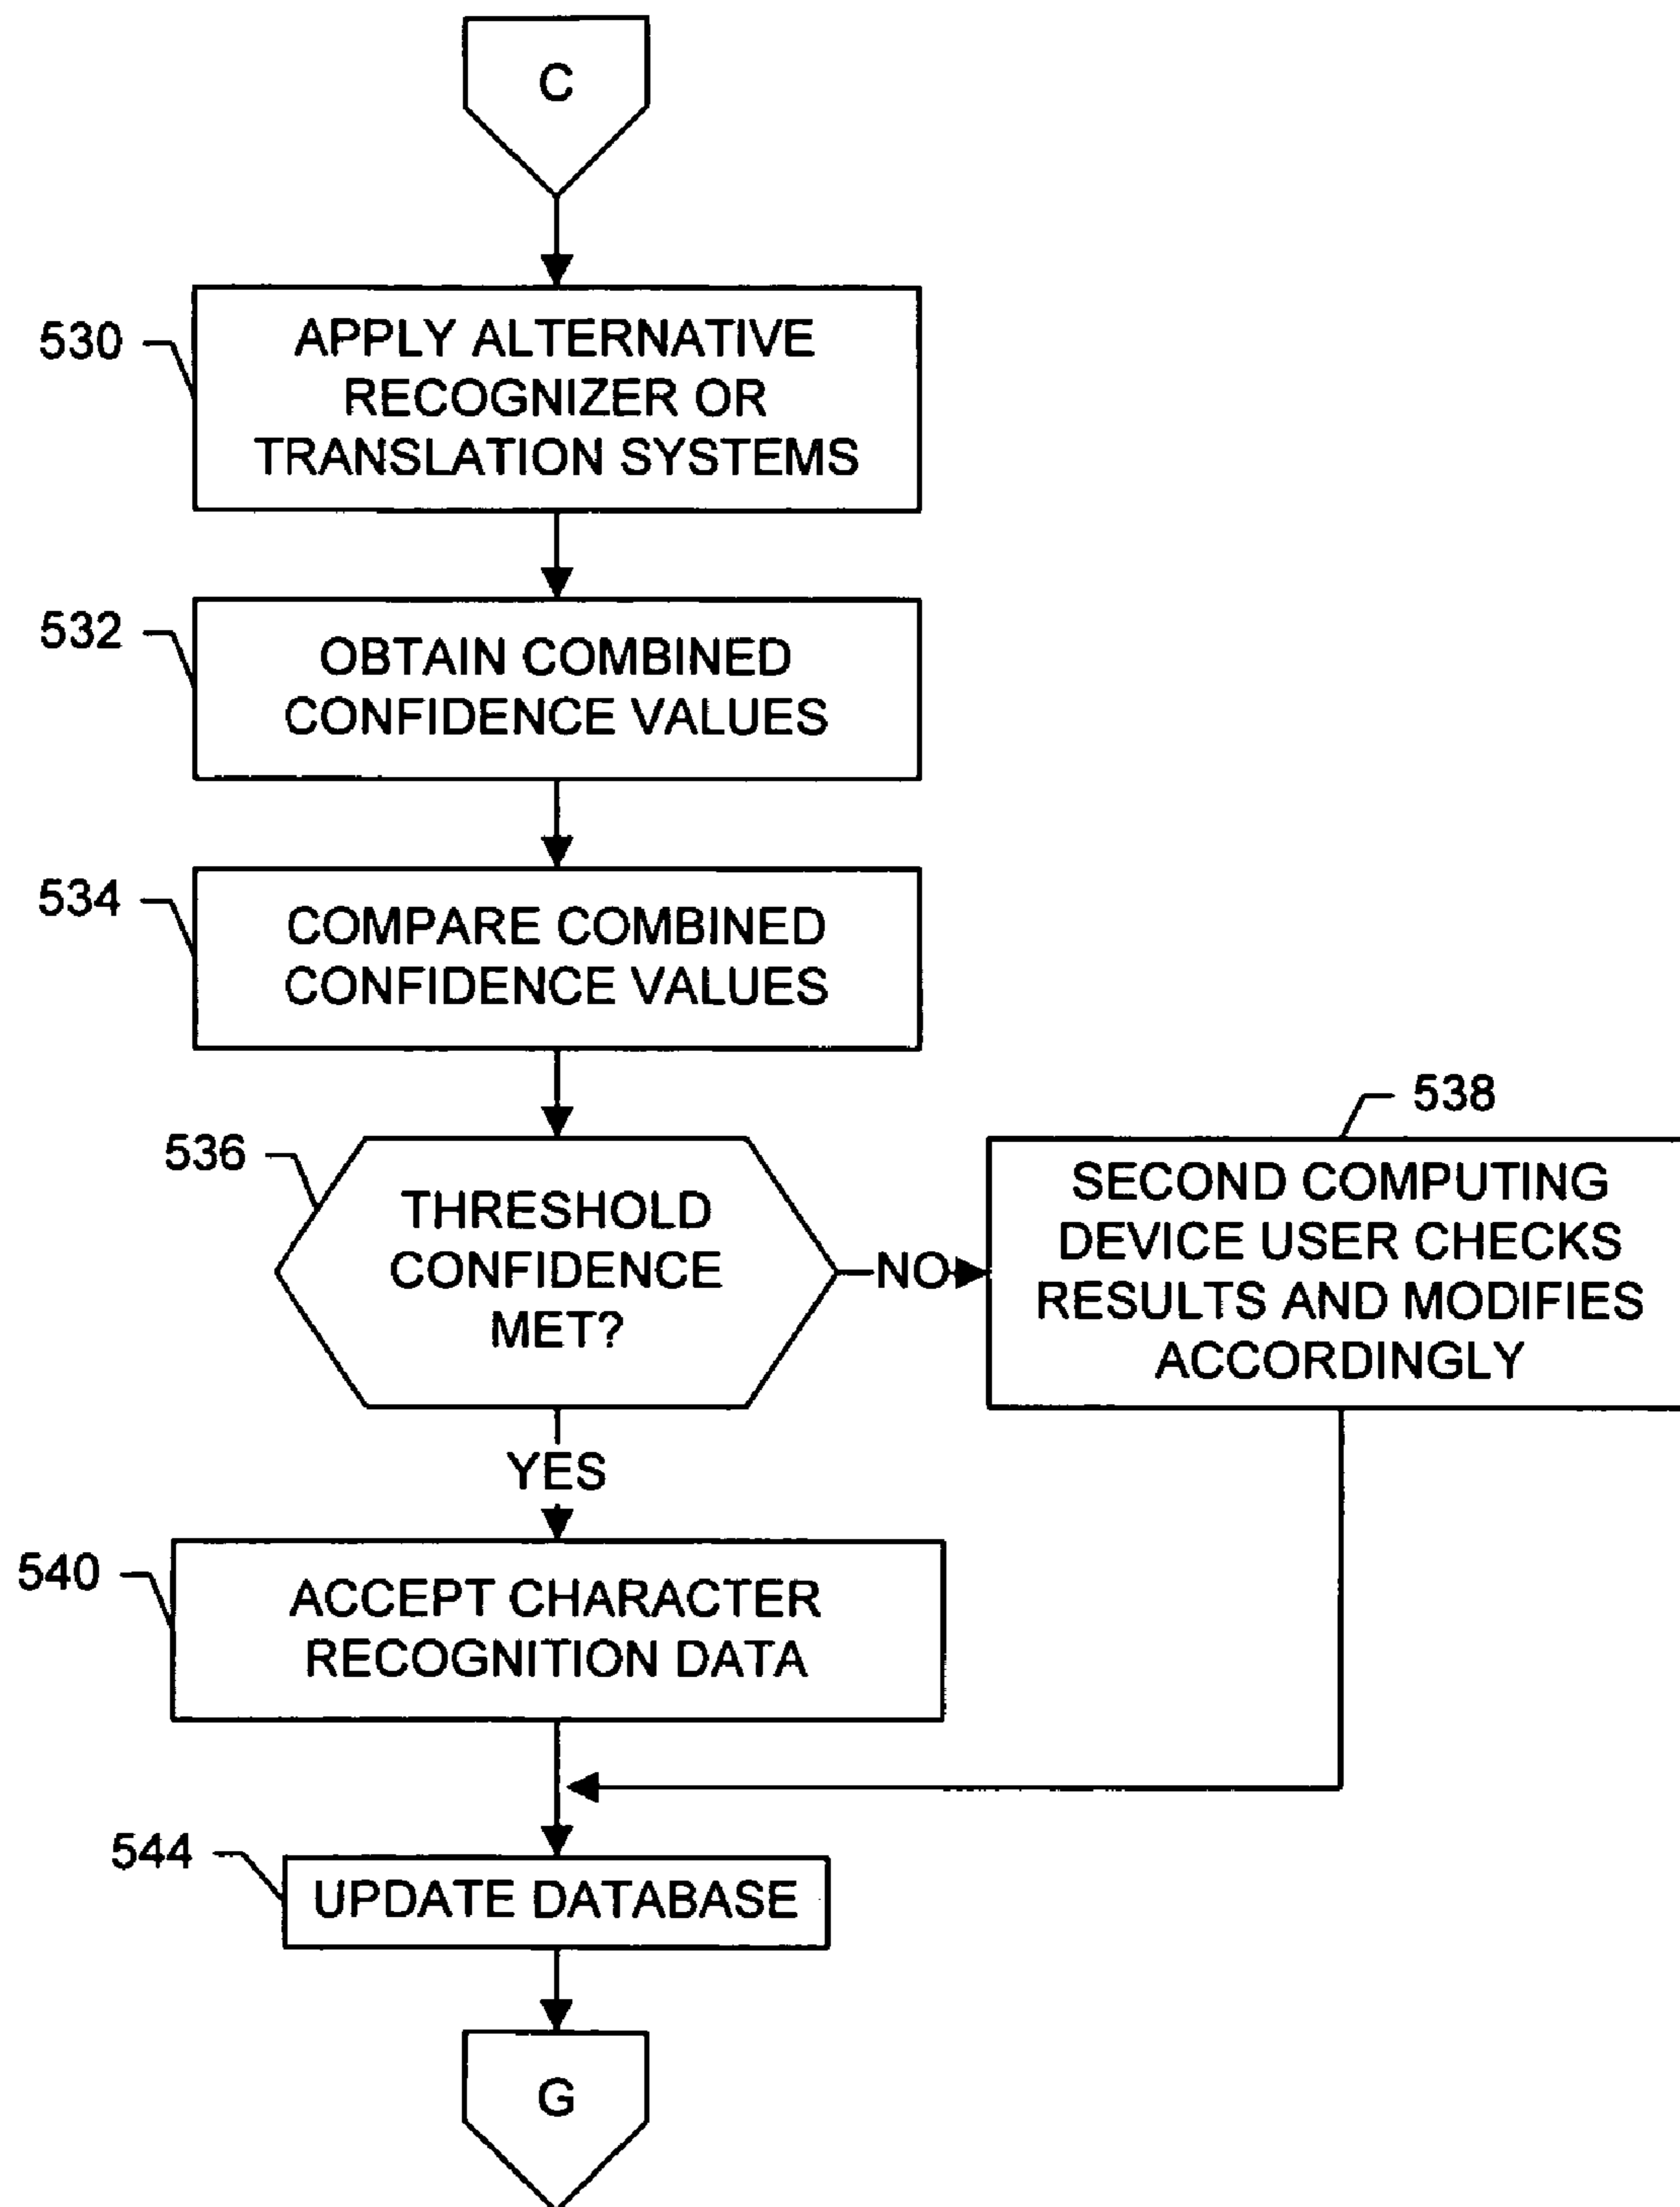 C
530
APPLY ALTERNATIVE
RECOGNIZER OR
TRANSLATION SYSTEMS
532
OBTAIN COMBINED
CONFIDENCE VALUES
534
COMPARE COMBINED
CONFIDENCE VALUES
536
THRESHOLD
CONFIDENCE
MET?
NO
538
SECOND COMPUTING
DEVICE USER CHECKS
RESULTS AND MODIFIES
ACCORDINGLY
YES
540
ACCEPT CHARACTER
RECOGNITION DATA
544
UPDATE DATABASE
G